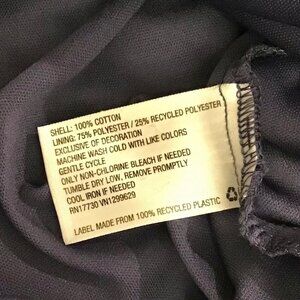 SHELL: 100% COTTON
LINING: 75% POLYESTER / 25% RECYCLED POLYESTER
EXCLUSIVE OF DECORATION
MACHINE WASH COLD WITH LIKE COLORS
GENTLE CYCLE
ONLY NON-CHLORINE BLEACH IF NEEDED
TUMBLE DRY LOW, REMOVE PROMPTLY
COOL IRON IF NEEDED
RN17730 VN1299629
LABEL MADE FROM 100% RECYCLED PLASTIC